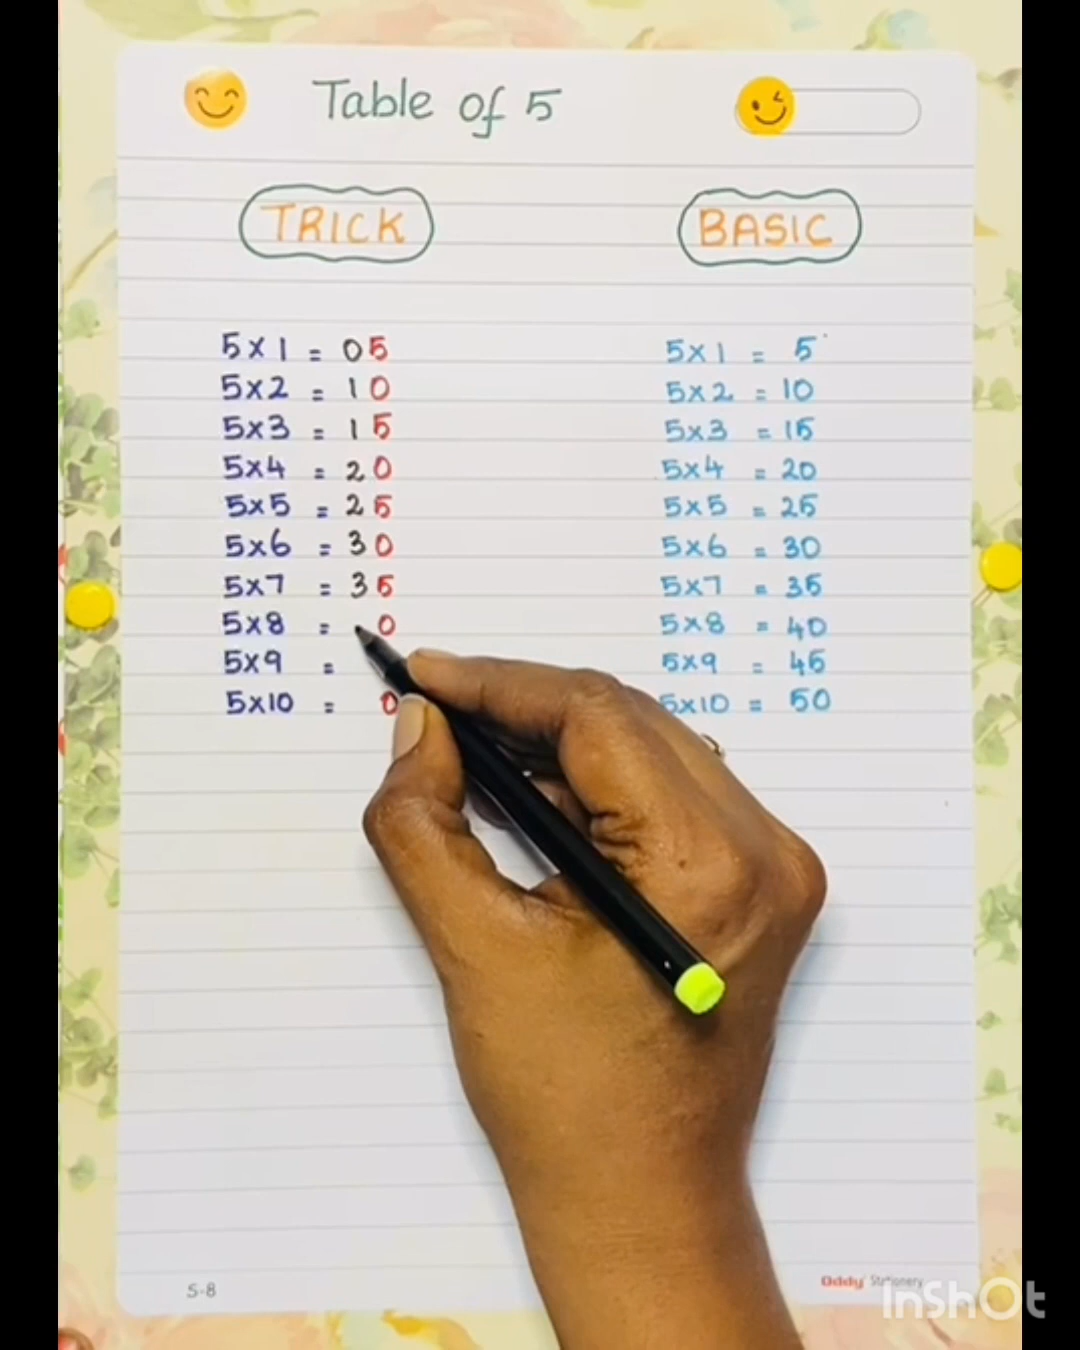 Table of 5
TRICK
BASIC
5x1 = 05
5x2 = 10
5x3 = 15
5x4 = 20
5x5 = 25
5x6 = 30
5x7 = 35
5x8 = 0
5x9 =
5x10 = 0
5x1 = 5
5x2 = 10
5x3 = 15
5x4 = 20
5x5 = 25
5x6 = 30
5x7 = 35
5x8 = 40
5x9 = 45
5x10 = 50
S-8
Oddy Stationery
InShOt